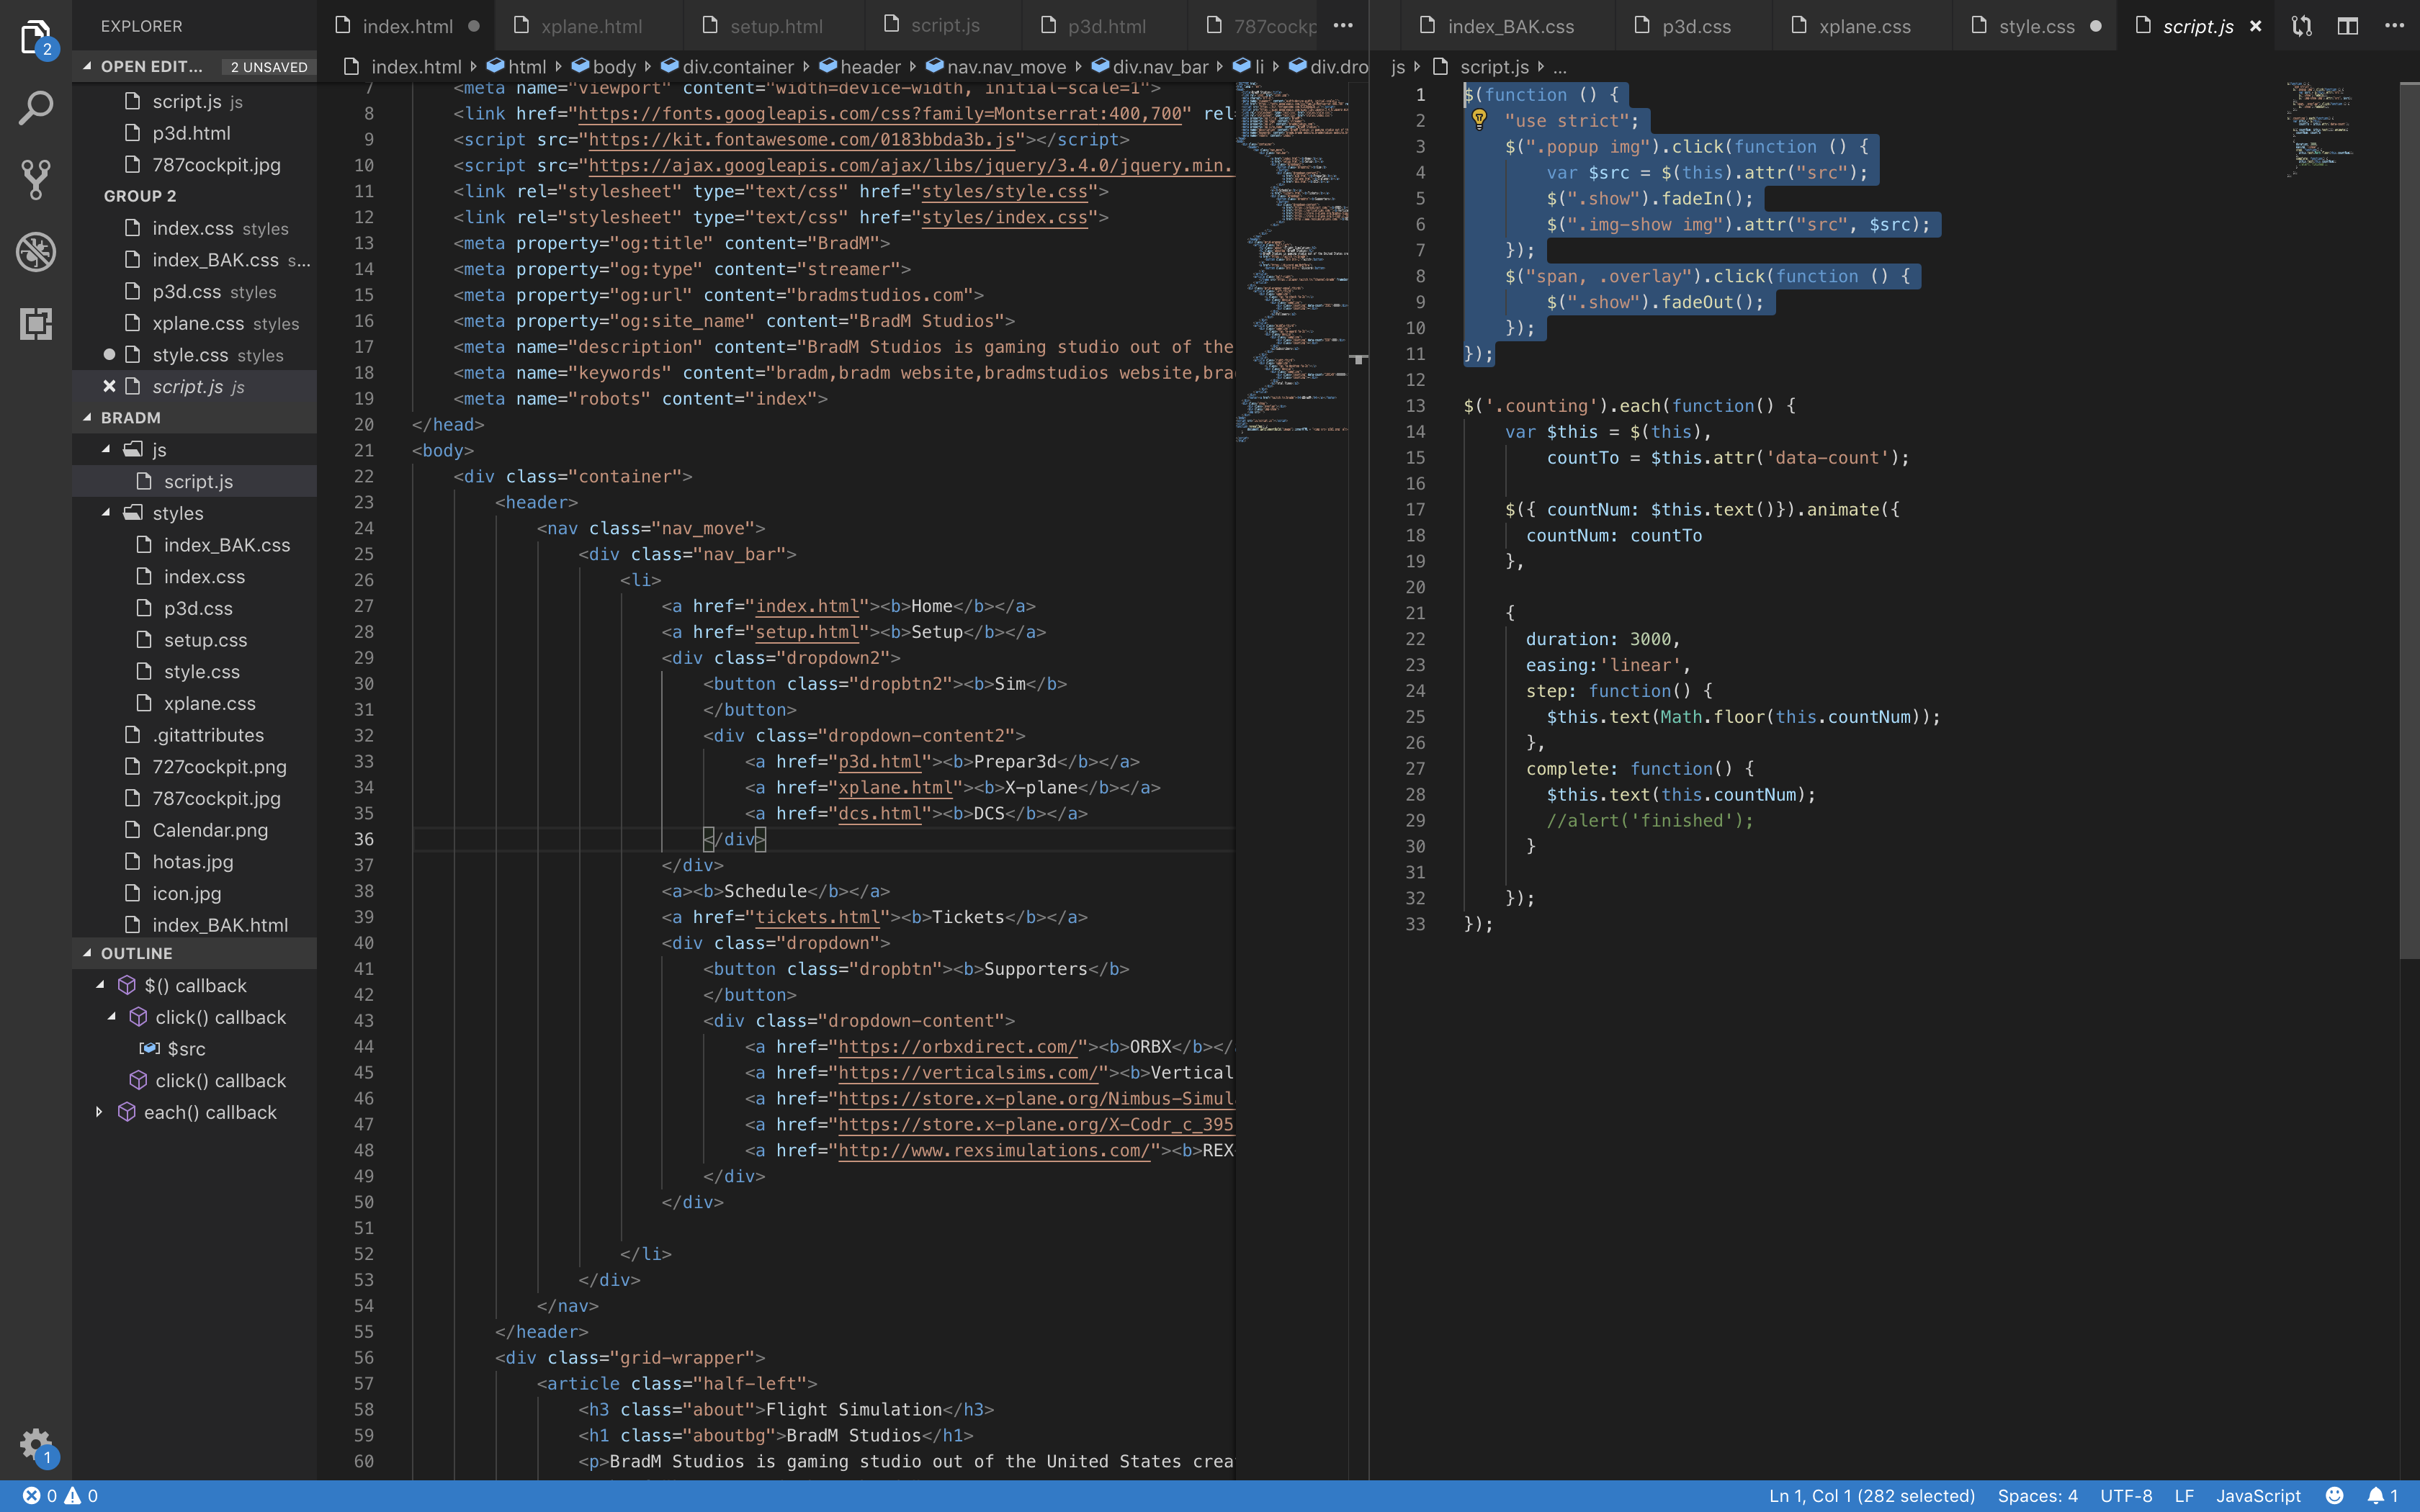 EXPLORER
OPEN EDIT... 2 UNSAVED
script.js js
p3d.html
787cockpit.jpg
GROUP 2
index.css styles
index_BAK.css s...
p3d.css styles
xplane.css styles
style.css styles
script.js js
BRADM
js
script.js
styles
index_BAK.css
index.css
p3d.css
setup.css
style.css
xplane.css
.gitattributes
727cockpit.png
787cockpit.jpg
Calendar.png
hotas.jpg
icon.jpg
index_BAK.html
OUTLINE
$() callback
click() callback
$src
click() callback
each() callback
2
1
index.html xplane.html setup.html script.js p3d.html 787cockp ...
index.html html body div.container header nav.nav_move div.nav_bar li div.dro
7 <meta name="viewport" content="width=device-width, initial-scale=1">
8 <link href="https://fonts.googleapis.com/css?family=Montserrat:400,700" rel
9 <script src="https://kit.fontawesome.com/0183bbda3b.js"></script>
10 <script src="https://ajax.googleapis.com/ajax/libs/jquery/3.4.0/jquery.min.
11 <link rel="stylesheet" type="text/css" href="styles/style.css">
12 <link rel="stylesheet" type="text/css" href="styles/index.css">
13 <meta property="og:title" content="BradM">
14 <meta property="og:type" content="streamer">
15 <meta property="og:url" content="bradmstudios.com">
16 <meta property="og:site_name" content="BradM Studios">
17 <meta name="description" content="BradM Studios is gaming studio out of the
18 <meta name="keywords" content="bradm,bradm website,bradmstudios website,bra
19 <meta name="robots" content="index">
20 </head>
21 <body>
22 <div class="container">
23 <header>
24 <nav class="nav_move">
25 <div class="nav_bar">
26 <li>
27 <a href="index.html"><b>Home</b></a>
28 <a href="setup.html"><b>Setup</b></a>
29 <div class="dropdown2">
30 <button class="dropbtn2"><b>Sim</b>
31 </button>
32 <div class="dropdown-content2">
33 <a href="p3d.html"><b>Prepar3d</b></a>
34 <a href="xplane.html"><b>X-plane</b></a>
35 <a href="dcs.html"><b>DCS</b></a>
36 </div>
37 </div>
38 <a><b>Schedule</b></a>
39 <a href="tickets.html"><b>Tickets</b></a>
40 <div class="dropdown">
41 <button class="dropbtn"><b>Supporters</b>
42 </button>
43 <div class="dropdown-content">
44 <a href="https://orbxdirect.com/"><b>ORBX</b></
45 <a href="https://verticalsims.com/"><b>Vertical
46 <a href="https://store.x-plane.org/Nimbus-Simul
47 <a href="https://store.x-plane.org/X-Codr_c_395
48 <a href="http://www.rexsimulations.com/"><b>REX
49 </div>
50 </div>
51
52 </li>
53 </div>
54 </nav>
55 </header>
56 <div class="grid-wrapper">
57 <article class="half-left">
58 <h3 class="about">Flight Simulation</h3>
59 <h1 class="aboutbg">BradM Studios</h1>
60 <p>BradM Studios is gaming studio out of the United States crea
index_BAK.css p3d.css xplane.css style.css script.js ...
js script.js ...
1 $(function () {
2 "use strict";
3 $(".popup img").click(function () {
4 var $src = $(this).attr("src");
5 $(".show").fadeIn();
6 $(".img-show img").attr("src", $src);
7 });
8 $("span, .overlay").click(function () {
9 $(".show").fadeOut();
10 });
11 });
12
13 $('.counting').each(function() {
14 var $this = $(this),
15 countTo = $this.attr('data-count');
16
17 $({ countNum: $this.text()}).animate({
18 countNum: countTo
19 },
20
21 {
22 duration: 3000,
23 easing:'linear',
24 step: function() {
25 $this.text(Math.floor(this.countNum));
26 },
27 complete: function() {
28 $this.text(this.countNum);
29 //alert('finished');
30 }
31
32 });
33 });
0 0 Ln 1, Col 1 (282 selected) Spaces: 4 UTF-8 LF JavaScript 1